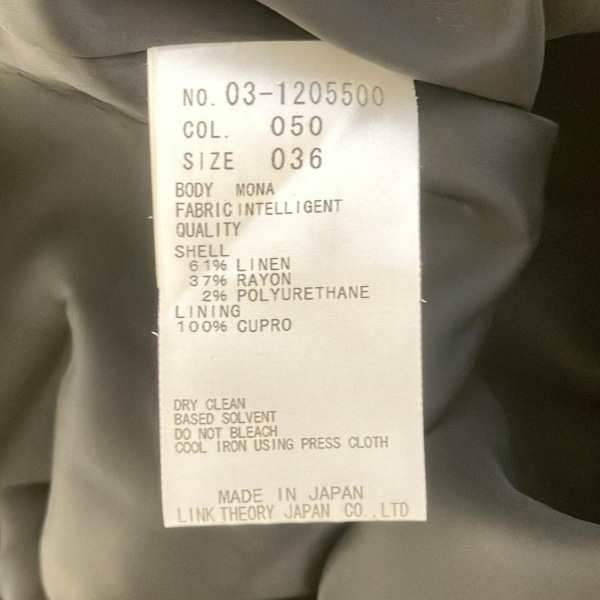 NO. 03-1205500
COL. 050
SIZE 036
BODY MONA
FABRIC INTELLIGENT
QUALITY
SHELL
61% LINEN
37% RAYON
2% POLYURETHANE
LINING
100% CUPRO
DRY CLEAN
BASED SOLVENT
DO NOT BLEACH
COOL IRON USING PRESS CLOTH
MADE IN JAPAN
LINK THEORY JAPAN CO.,LTD